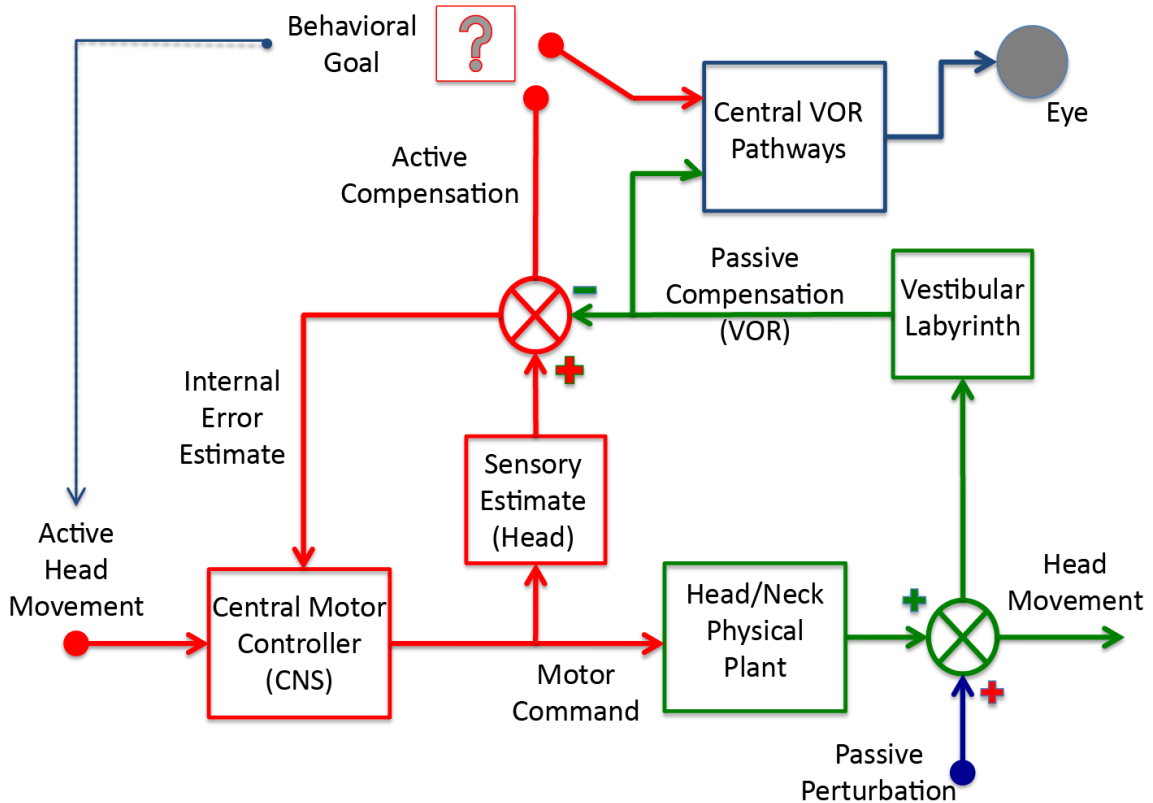 Behavioral
Goal
?
Central VOR
Pathways
Eye
Active
Compensation
Passive
Compensation
(VOR)
−
Vestibular
Labyrinth
+
Internal
Error
Estimate
Sensory
Estimate
(Head)
Active
Head
Movement
Central Motor
Controller
(CNS)
Motor
Command
Head/Neck
Physical
Plant
+
Head
Movement
+
Passive
Perturbation